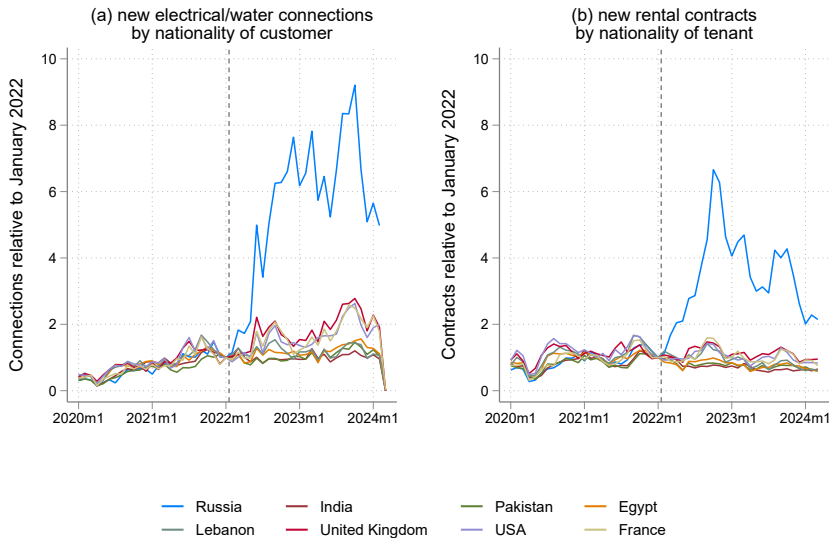 (a) new electrical/water connections
by nationality of customer
Connections relative to January 2022
10
8
6
4
2
0
2020m1 2021m1 2022m1 2023m1 2024m1
(b) new rental contracts
by nationality of tenant
Contracts relative to January 2022
10
8
6
4
2
0
2020m1 2021m1 2022m1 2023m1 2024m1
Russia India Pakistan Egypt
Lebanon United Kingdom USA France